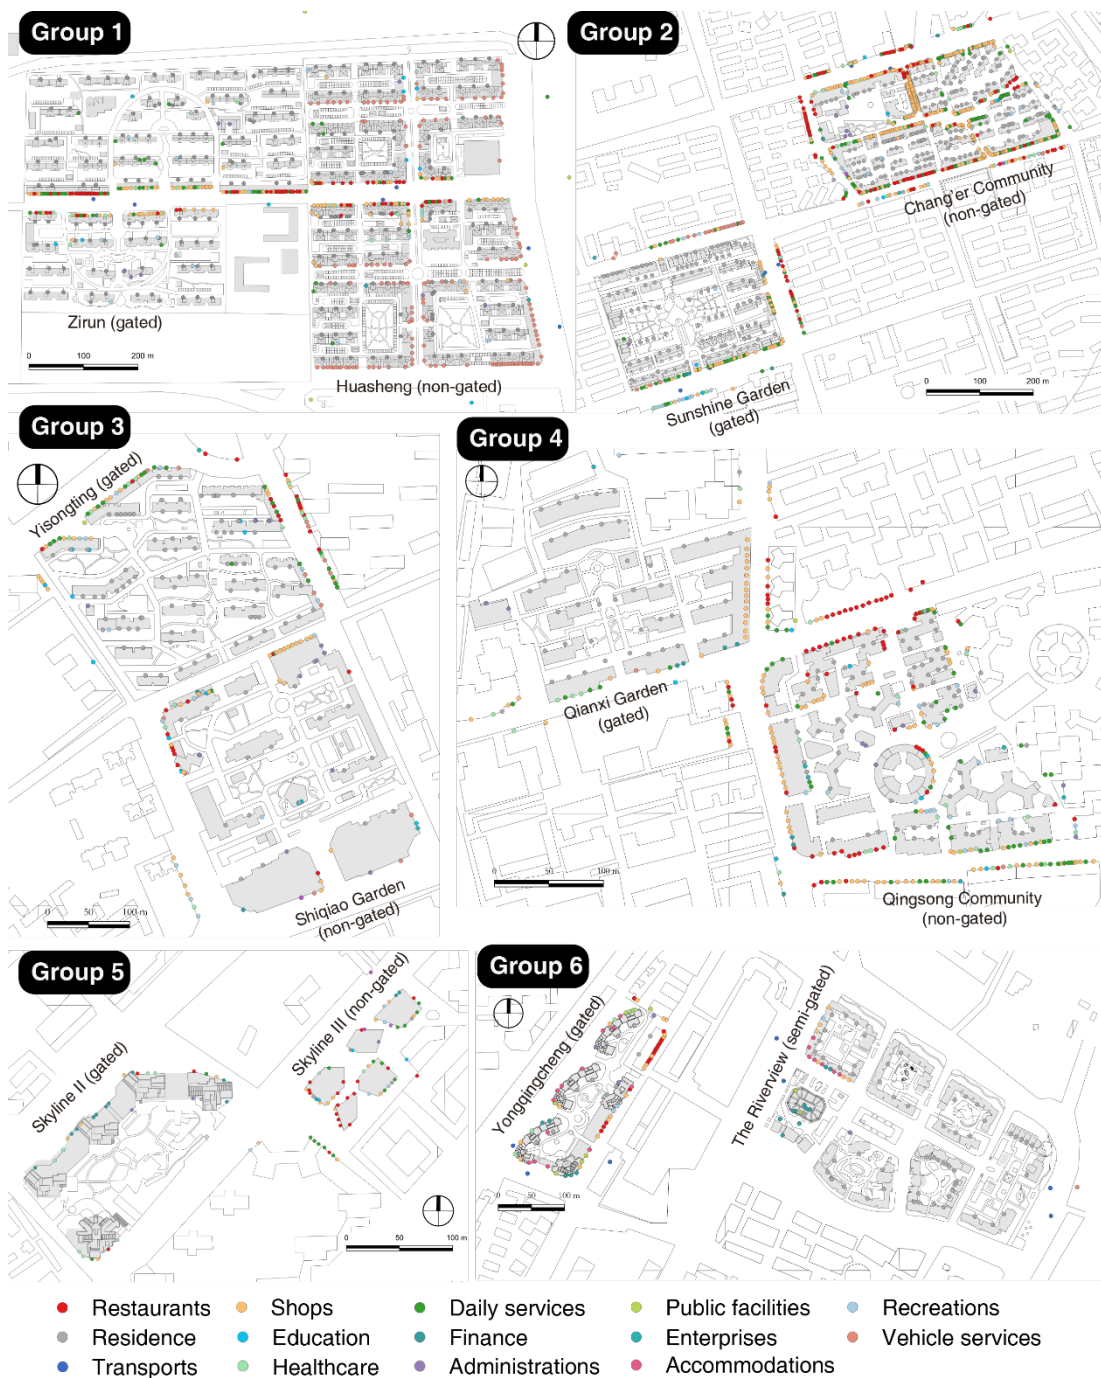 Group 1
Zirun (gated)
0 100 200 m
Huasheng (non-gated)
Group 2
Chang'er Community
(non-gated)
Sunshine Garden
(gated)
0 100 200 m
Group 3
Yisongting (gated)
Shiqiao Garden
(non-gated)
0 50 100 m
Group 4
Qianxi Garden
(gated)
0 50 100 m
Qingsong Community
(non-gated)
Group 5
Skyline II (gated)
Skyline III (non-gated)
0 50 100 m
Group 6
Yongqingcheng (gated)
The Riverview (semi-gated)
0 50 100 m
Restaurants Shops Daily services Public facilities Recreations
Residence Education Finance Enterprises Vehicle services
Transports Healthcare Administrations Accommodations